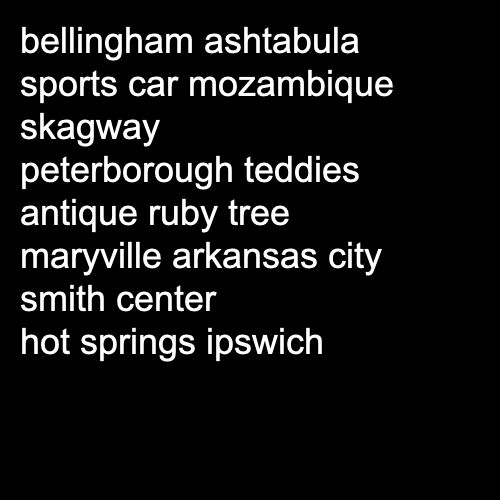 bellingham ashtabula
sports car mozambique
skagway
peterborough teddies
antique ruby tree
maryville arkansas city
smith center
hot springs ipswich